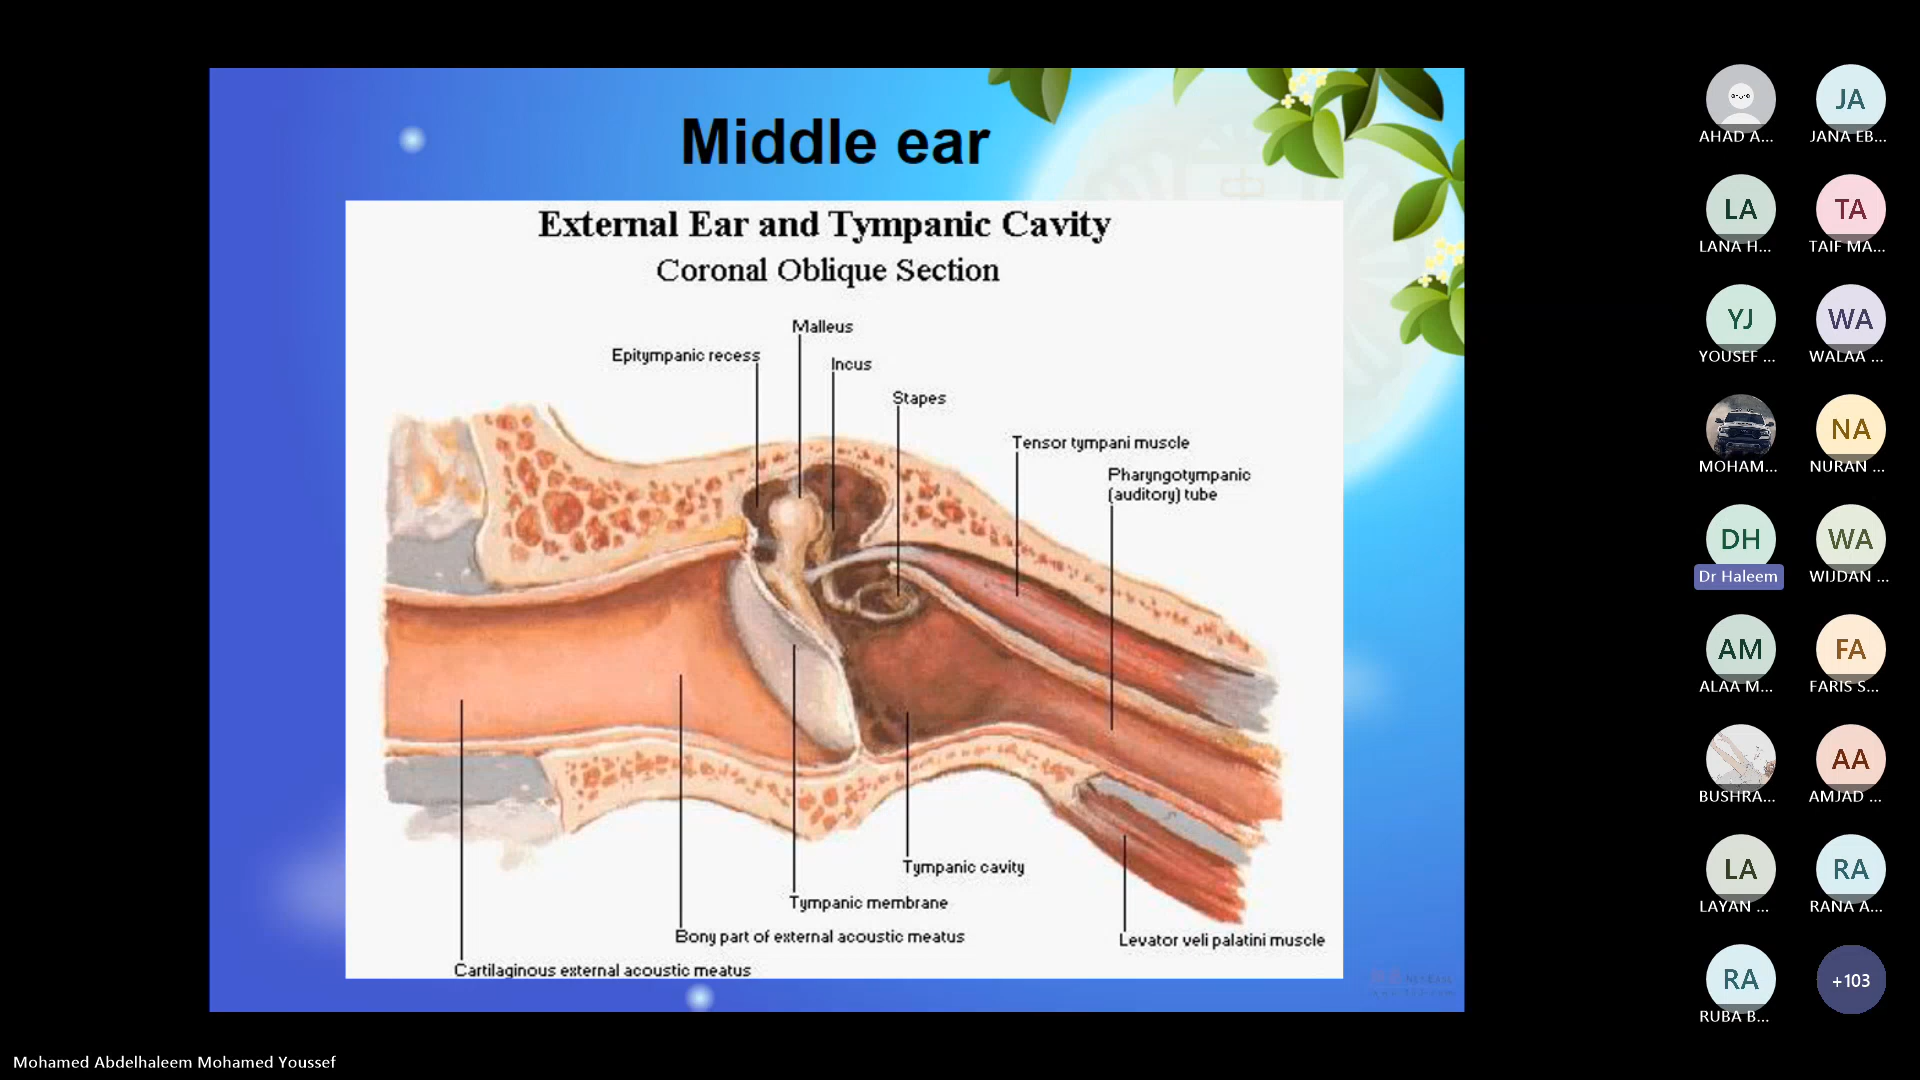 Middle ear
External Ear and Tympanic Cavity
Coronal Oblique Section
Malleus
Epitympanic recess
Incus
Stapes
Tensor tympani muscle
Pharyngotympanic
(auditory) tube
Tympanic cavity
Tympanic membrane
Bony part of external acoustic meatus
Levator veli palatini muscle
Cartilaginous external acoustic meatus
AHAD A...
JA
JANA EB...
LA
LANA H...
TA
TAIF MA...
YJ
YOUSEF ...
WA
WALAA ...
MOHAM...
NA
NURAN ...
DH
Dr Haleem
WA
WIJDAN ...
AM
ALAA M...
FA
FARIS S...
BUSHRA...
AA
AMJAD ...
LA
LAYAN ...
RA
RANA A...
RA
RUBA B...
+103
Mohamed Abdelhaleem Mohamed Youssef